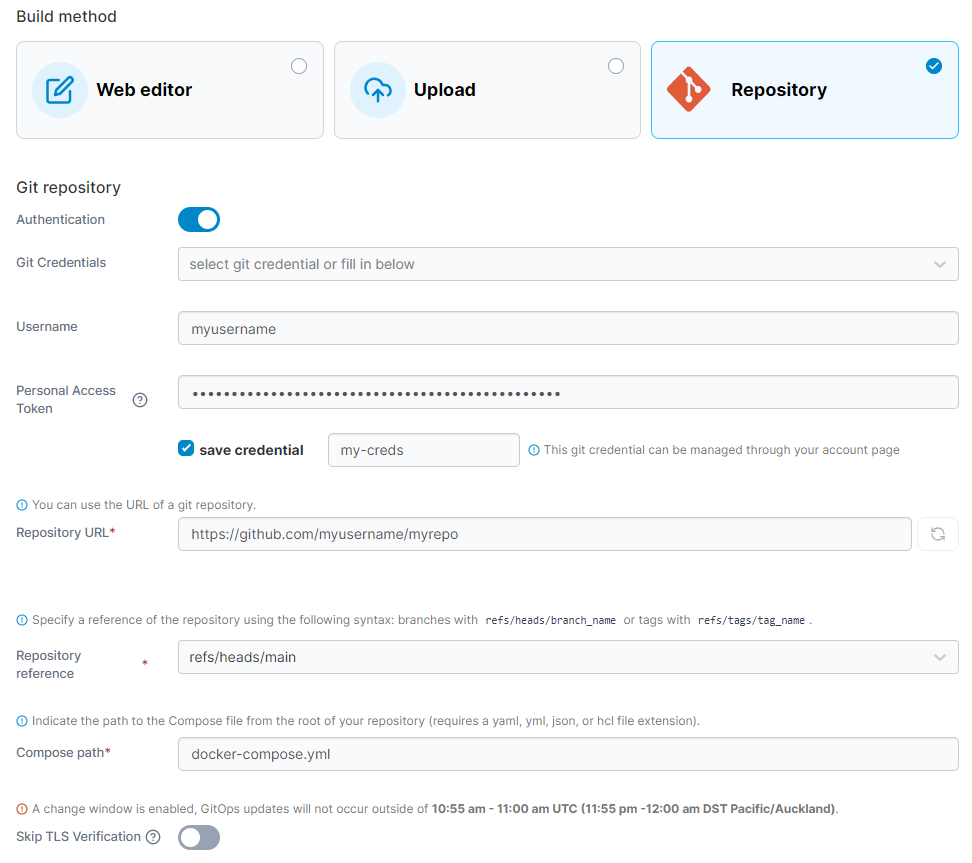 Build method
Web editor
Upload
Repository
Git repository
Authentication
Git Credentials
select git credential or fill in below
Username
myusername
Personal Access
Token
•••••••••••••••••••••••••••••••••••••••••••••••
save credential
my-creds
This git credential can be managed through your account page
You can use the URL of a git repository.
Repository URL*
https://github.com/myusername/myrepo
Specify a reference of the repository using the following syntax: branches with refs/heads/branch_name or tags with refs/tags/tag_name.
Repository
reference
*
refs/heads/main
Indicate the path to the Compose file from the root of your repository (requires a yaml, yml, json, or hcl file extension).
Compose path*
docker-compose.yml
A change window is enabled, GitOps updates will not occur outside of 10:55 am - 11:00 am UTC (11:55 pm -12:00 am DST Pacific/Auckland).
Skip TLS Verification